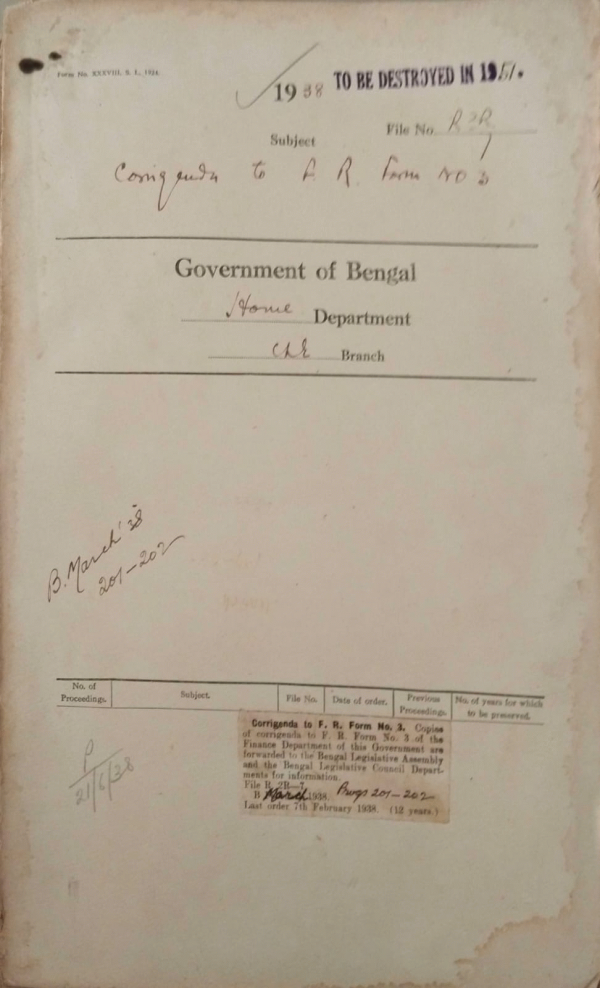 Form No. XXXVIII, S. L., 1924.
1938 TO BE DESTROYED IN 1951.
Subject File No. R 2R
7
Corrigenda to F. R. Form No 3
Government of Bengal
Home Department
Branch
B. March '38
201-202
No. of Proceedings. Subject. File No. Date of order. Previous Proceedings. No. of years for which to be preserved.
Corrigenda to F. R. Form No. 3. Copies
of corrigenda to F. R. Form No. 3 of the
Finance Department of this Government are
forwarded to the Bengal Legislative Assembly
and the Bengal Legislative Council Depart-
ments for information.
File R. 2R—7
B March 1938. Progs 201-202
Last order 7th February 1938. (12 years.)
P
21/6/38